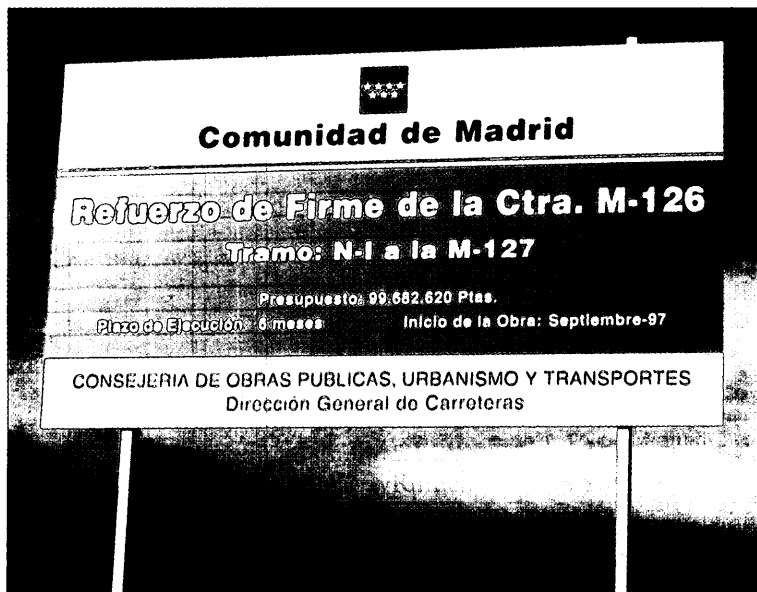 Comunidad de Madrid
Refuerzo de Firme de la Ctra. M-126
Tramo: N-I a la M-127
Presupuesto: 99.682.620 Ptas.
Plazo de Ejecución: 6 meses Inicio de la Obra: Septiembre-97
CONSEJERIA DE OBRAS PUBLICAS, URBANISMO Y TRANSPORTES
Dirección General de Carreteras